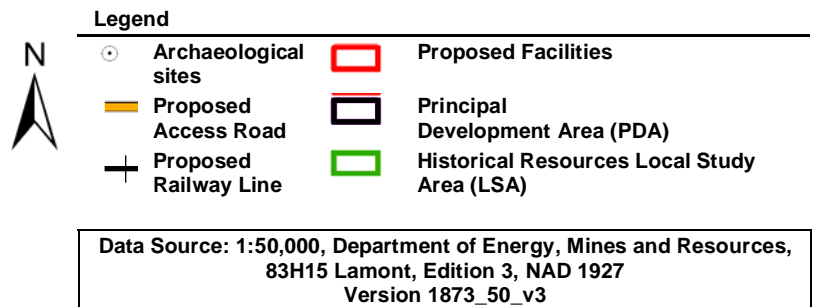 Legend
N
Archaeological
sites
Proposed Facilities
Proposed
Access Road
Principal
Development Area (PDA)
Proposed
Railway Line
Historical Resources Local Study
Area (LSA)
Data Source: 1:50,000, Department of Energy, Mines and Resources,
83H15 Lamont, Edition 3, NAD 1927
Version 1873_50_v3